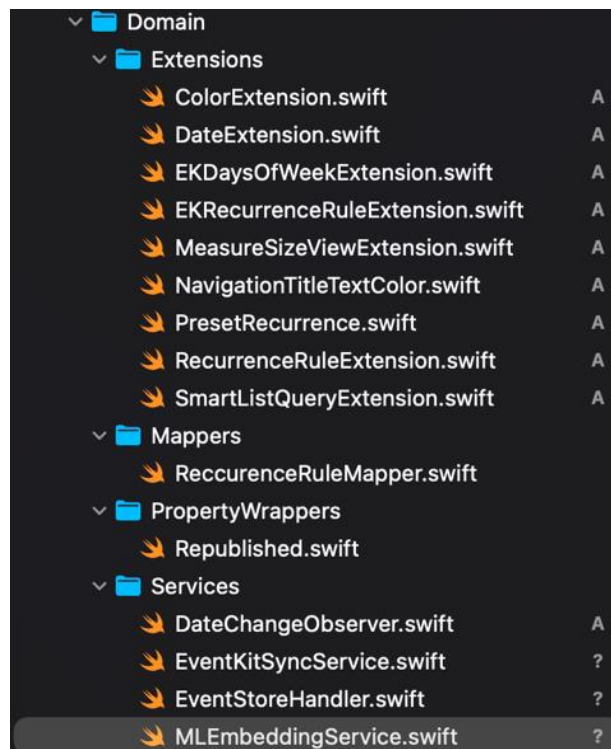 Domain
Extensions
ColorExtension.swift A
DateExtension.swift A
EKDaysOfWeekExtension.swift A
EKRecurrenceRuleExtension.swift A
MeasureSizeViewExtension.swift A
NavigationTitleTextColor.swift A
PresetRecurrence.swift A
RecurrenceRuleExtension.swift A
SmartListQueryExtension.swift A
Mappers
ReccurenceRuleMapper.swift
PropertyWrappers
Republished.swift
Services
DateChangeObserver.swift A
EventKitSyncService.swift ?
EventStoreHandler.swift ?
MLEmbeddingService.swift ?